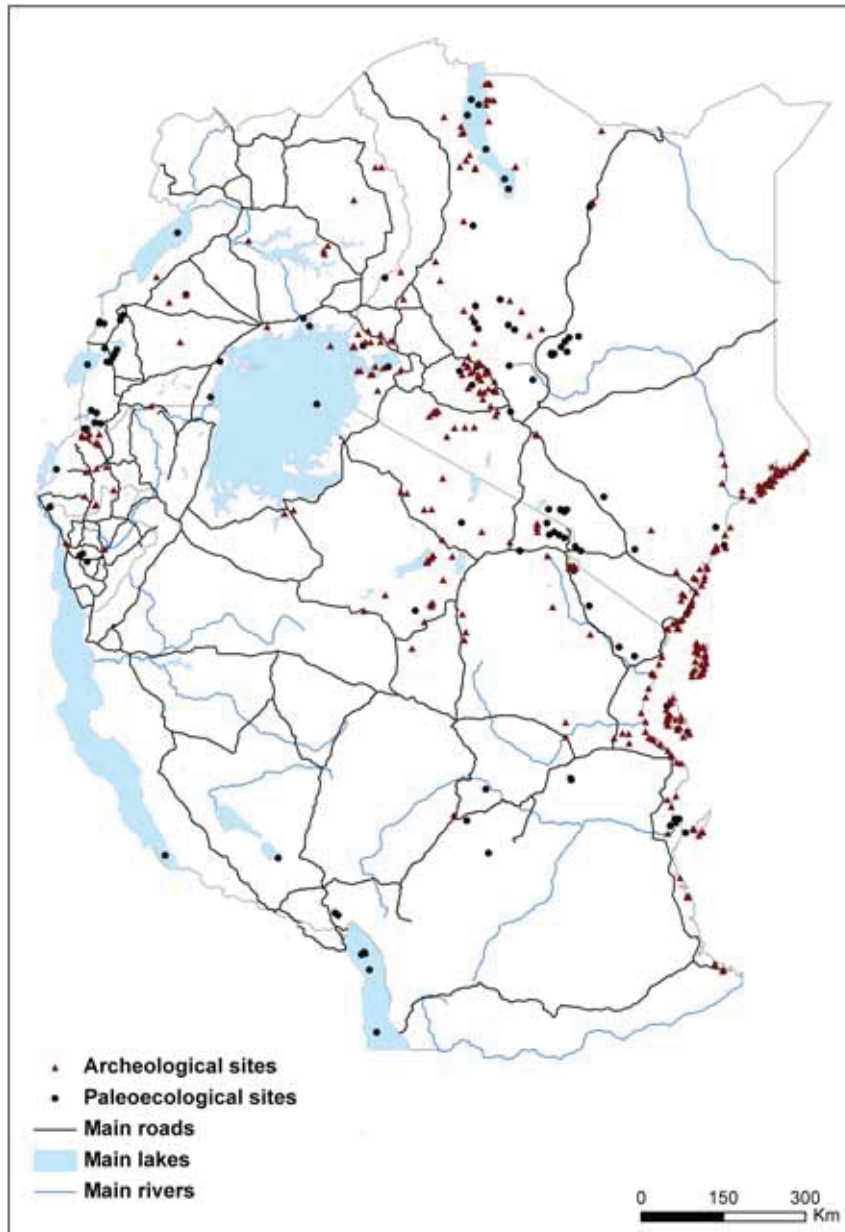 Archeological sites
Paleoecological sites
Main roads
Main lakes
Main rivers
0 150 300
Km